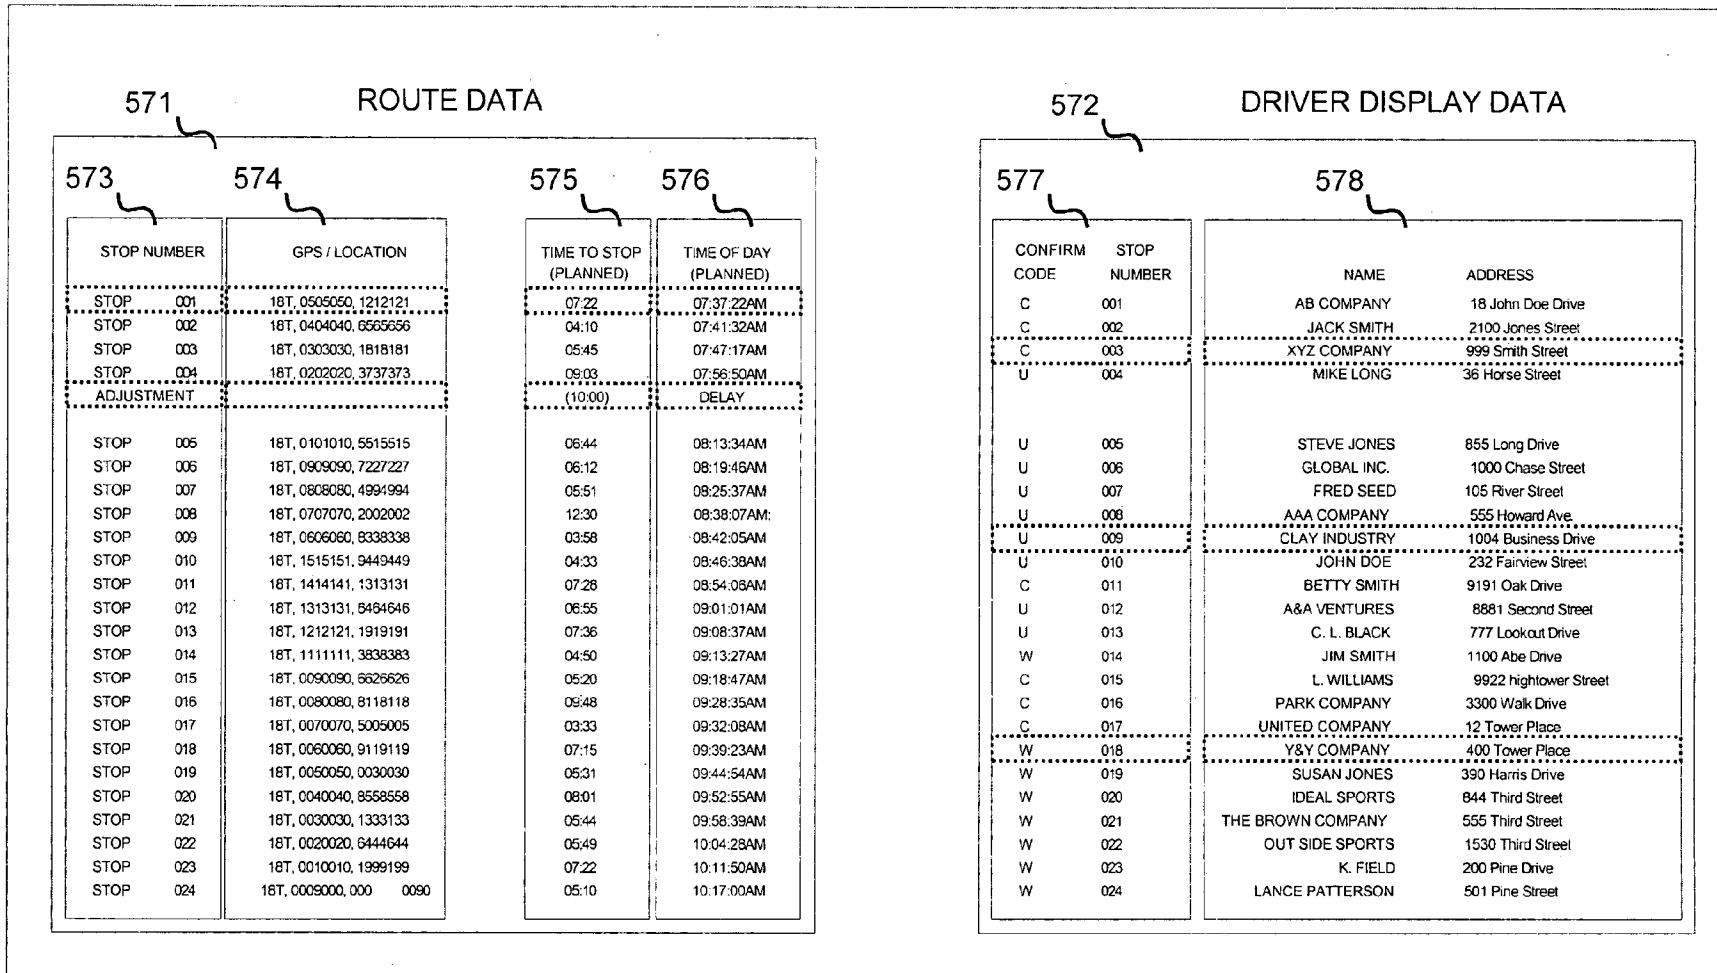 571 ROUTE DATA
573 574 575 576
STOP NUMBER GPS / LOCATION TIME TO STOP (PLANNED) TIME OF DAY (PLANNED)
STOP 001 18T, 0505050, 1212121 07:22 07:37:22AM
STOP 002 18T, 0404040, 6565656 04:10 07:41:32AM
STOP 003 18T, 0303030, 1818181 05:45 07:47:17AM
STOP 004 18T, 0202020, 3737373 09:03 07:56:50AM
ADJUSTMENT (10:00) DELAY
STOP 005 18T, 0101010, 5515515 06:44 08:13:34AM
STOP 006 18T, 0909090, 7227227 06:12 08:19:46AM
STOP 007 18T, 0808080, 4994994 05:51 08:25:37AM
STOP 008 18T, 0707070, 2002002 12:30 08:38:07AM:
STOP 009 18T, 0606060, 8338338 03:58 08:42:05AM
STOP 010 18T, 1515151, 9449449 04:33 08:46:38AM
STOP 011 18T, 1414141, 1313131 07:28 08:54:06AM
STOP 012 18T, 1313131, 6464646 06:55 09:01:01AM
STOP 013 18T, 1212121, 1919191 07:36 09:08:37AM
STOP 014 18T, 1111111, 3838383 04:50 09:13:27AM
STOP 015 18T, 0090090, 6626626 05:20 09:18:47AM
STOP 016 18T, 0080080, 8118118 09:48 09:28:35AM
STOP 017 18T, 0070070, 5005005 03:33 09:32:08AM
STOP 018 18T, 0060060, 9119119 07:15 09:39:23AM
STOP 019 18T, 0050050, 0030030 05:31 09:44:54AM
STOP 020 18T, 0040040, 8558558 08:01 09:52:55AM
STOP 021 18T, 0030030, 1333133 05:44 09:58:39AM
STOP 022 18T, 0020020, 6444644 05:49 10:04:28AM
STOP 023 18T, 0010010, 1999199 07:22 10:11:50AM
STOP 024 18T, 0009000, 000 0090 05:10 10:17:00AM
572 DRIVER DISPLAY DATA
577 578
CONFIRM CODE STOP NUMBER NAME ADDRESS
C 001 AB COMPANY 18 John Doe Drive
C 002 JACK SMITH 2100 Jones Street
C 003 XYZ COMPANY 999 Smith Street
U 004 MIKE LONG 36 Horse Street
U 005 STEVE JONES 855 Long Drive
U 006 GLOBAL INC. 1000 Chase Street
U 007 FRED SEED 105 River Street
U 008 AAA COMPANY 555 Howard Ave.
U 009 CLAY INDUSTRY 1004 Business Drive
U 010 JOHN DOE 232 Fairview Street
C 011 BETTY SMITH 9191 Oak Drive
U 012 A&A VENTURES 8881 Second Street
U 013 C. L. BLACK 777 Lookout Drive
W 014 JIM SMITH 1100 Abe Drive
C 015 L. WILLIAMS 9922 hightower Street
C 016 PARK COMPANY 3300 Walk Drive
C 017 UNITED COMPANY 12 Tower Place
W 018 Y&Y COMPANY 400 Tower Place
W 019 SUSAN JONES 390 Harris Drive
W 020 IDEAL SPORTS 844 Third Street
W 021 THE BROWN COMPANY 555 Third Street
W 022 OUT SIDE SPORTS 1530 Third Street
W 023 K. FIELD 200 Pine Drive
W 024 LANCE PATTERSON 501 Pine Street